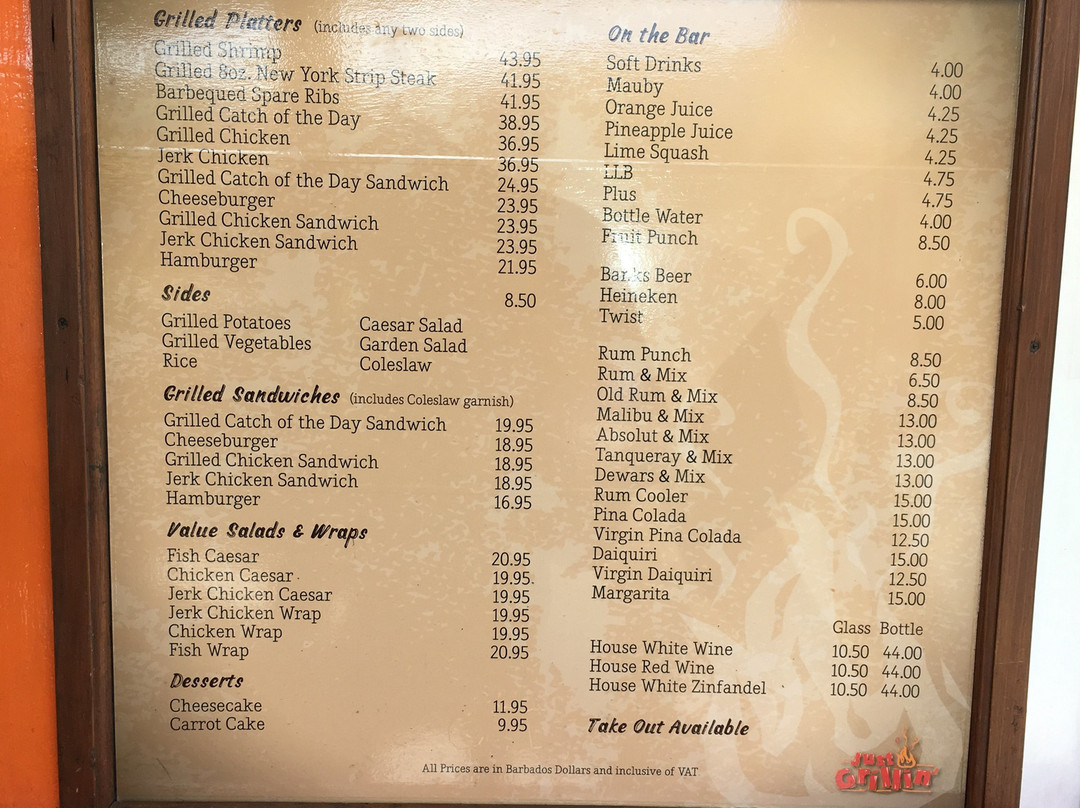 Grilled Platters (includes any two sides)
Grilled Shrimp 43.95
Grilled 8oz. New York Strip Steak 41.95
Barbequed Spare Ribs 41.95
Grilled Catch of the Day 38.95
Grilled Chicken 36.95
Jerk Chicken 36.95
Grilled Catch of the Day Sandwich 24.95
Cheeseburger 23.95
Grilled Chicken Sandwich 23.95
Jerk Chicken Sandwich 23.95
Hamburger 21.95
Sides 8.50
Grilled Potatoes Caesar Salad
Grilled Vegetables Garden Salad
Rice Coleslaw
Grilled Sandwiches (includes Coleslaw garnish)
Grilled Catch of the Day Sandwich 19.95
Cheeseburger 18.95
Grilled Chicken Sandwich 18.95
Jerk Chicken Sandwich 18.95
Hamburger 16.95
Value Salads & Wraps
Fish Caesar 20.95
Chicken Caesar 19.95
Jerk Chicken Caesar 19.95
Jerk Chicken Wrap 19.95
Chicken Wrap 19.95
Fish Wrap 20.95
Desserts
Cheesecake 11.95
Carrot Cake 9.95
On the Bar
Soft Drinks 4.00
Mauby 4.00
Orange Juice 4.25
Pineapple Juice 4.25
Lime Squash 4.25
LLB 4.75
Plus 4.75
Bottle Water 4.00
Fruit Punch 8.50
Banks Beer 6.00
Heineken 8.00
Twist 5.00
Rum Punch 8.50
Rum & Mix 6.50
Old Rum & Mix 8.50
Malibu & Mix 13.00
Absolut & Mix 13.00
Tanqueray & Mix 13.00
Dewars & Mix 13.00
Rum Cooler 15.00
Pina Colada 15.00
Virgin Pina Colada 12.50
Daiquiri 15.00
Virgin Daiquiri 12.50
Margarita 15.00
Glass Bottle
House White Wine 10.50 44.00
House Red Wine 10.50 44.00
House White Zinfandel 10.50 44.00
Take Out Available
All Prices are in Barbados Dollars and inclusive of VAT
Just
Grillin'